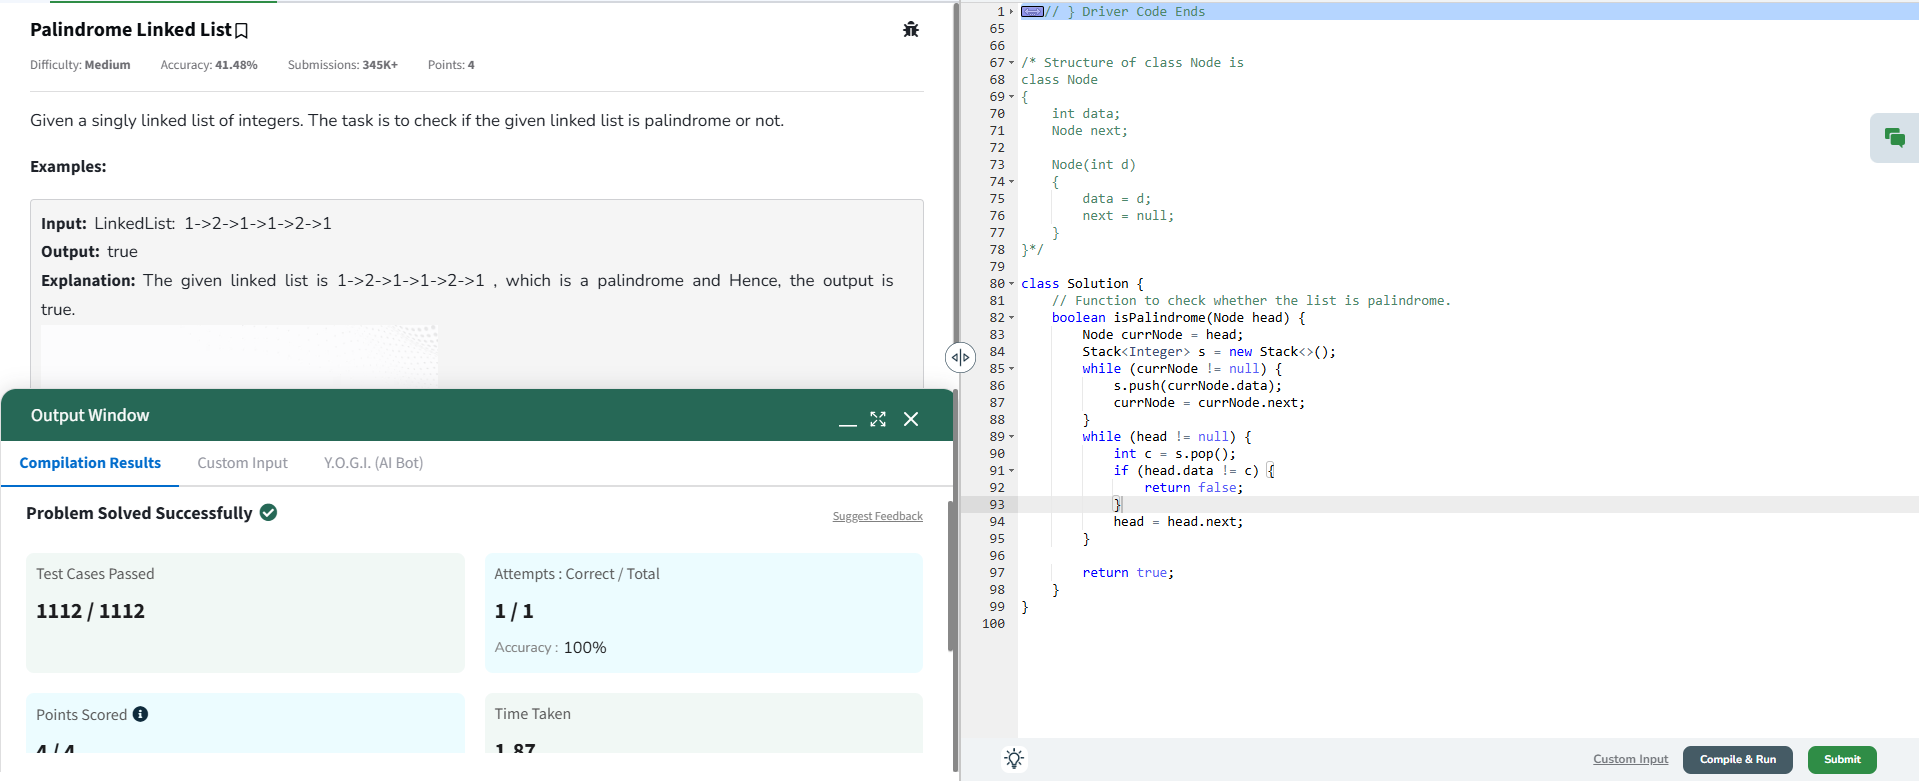 Palindrome Linked List
Difficulty: Medium Accuracy: 41.48% Submissions: 345K+ Points: 4
Given a singly linked list of integers. The task is to check if the given linked list is palindrome or not.
Examples:
Input: LinkedList: 1->2->1->1->2->1
Output: true
Explanation: The given linked list is 1->2->1->1->2->1 , which is a palindrome and Hence, the output is
true.
Output Window
Compilation Results Custom Input Y.O.G.I. (AI Bot)
Problem Solved Successfully
Suggest Feedback
Test Cases Passed
1112 / 1112
Attempts : Correct / Total
1 / 1
Accuracy : 100%
Points Scored
4 / 4
Time Taken
1.87
1 // } Driver Code Ends
65
66
67 /* Structure of class Node is
68 class Node
69 {
70     int data;
71     Node next;
72
73     Node(int d)
74     {
75         data = d;
76         next = null;
77     }
78 }*/
79
80 class Solution {
81     // Function to check whether the list is palindrome.
82     boolean isPalindrome(Node head) {
83         Node currNode = head;
84         Stack<Integer> s = new Stack<>();
85         while (currNode != null) {
86             s.push(currNode.data);
87             currNode = currNode.next;
88         }
89         while (head != null) {
90             int c = s.pop();
91             if (head.data != c) {
92                 return false;
93             }
94             head = head.next;
95         }
96
97         return true;
98     }
99 }
100
Custom Input Compile & Run Submit